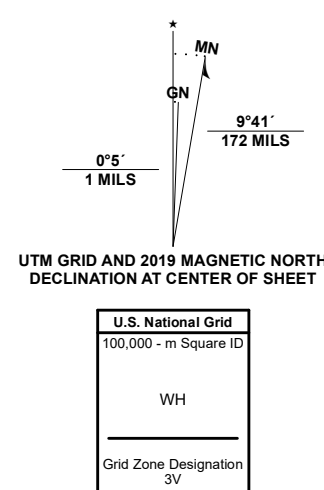 ★
MN
GN
9°41´
172 MILS
0°5´
1 MILS
UTM GRID AND 2019 MAGNETIC NORTH
DECLINATION AT CENTER OF SHEET
U.S. National Grid
100,000 - m Square ID
WH
Grid Zone Designation
3V